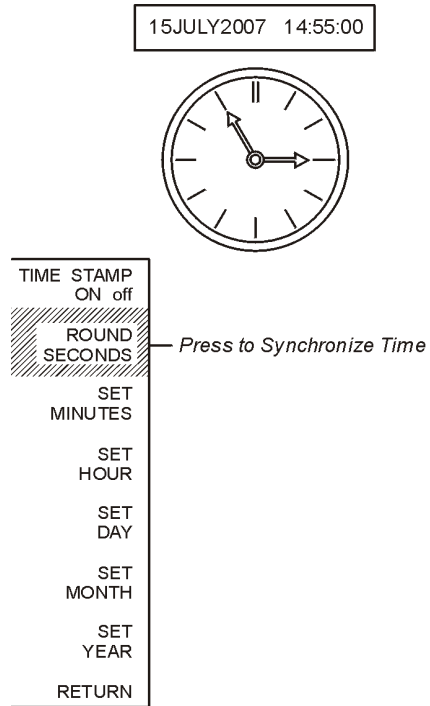 15JULY2007 14:55:00
TIME STAMP
ON off
ROUND
SECONDS
Press to Synchronize Time
SET
MINUTES
SET
HOUR
SET
DAY
SET
MONTH
SET
YEAR
RETURN